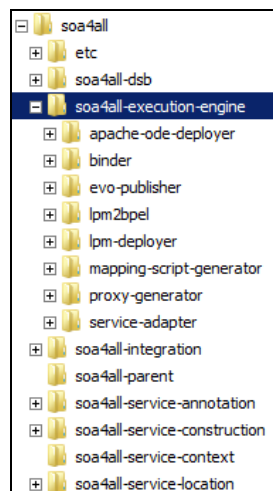 soa4all
etc
soa4all-dsb
soa4all-execution-engine
apache-ode-deployer
binder
evo-publisher
lpm2bpel
lpm-deployer
mapping-script-generator
proxy-generator
service-adapter
soa4all-integration
soa4all-parent
soa4all-service-annotation
soa4all-service-construction
soa4all-service-context
soa4all-service-location